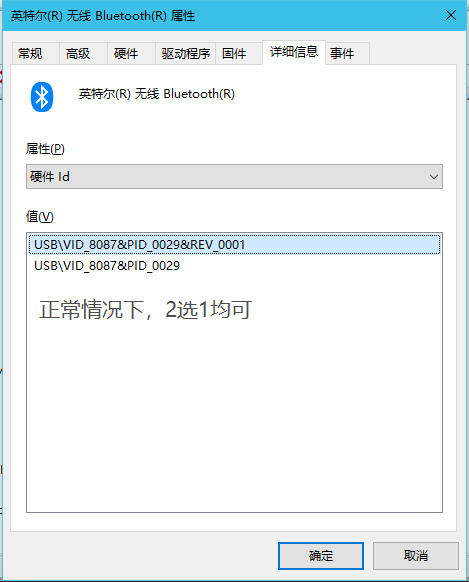 英特尔(R) 无线 Bluetooth(R) 属性
常规 高级 硬件 驱动程序 固件 详细信息 事件
英特尔(R) 无线 Bluetooth(R)
属性(P)
硬件 Id
值(V)
USB\VID_8087&PID_0029&REV_0001
USB\VID_8087&PID_0029
正常情况下，2选1均可
确定 取消